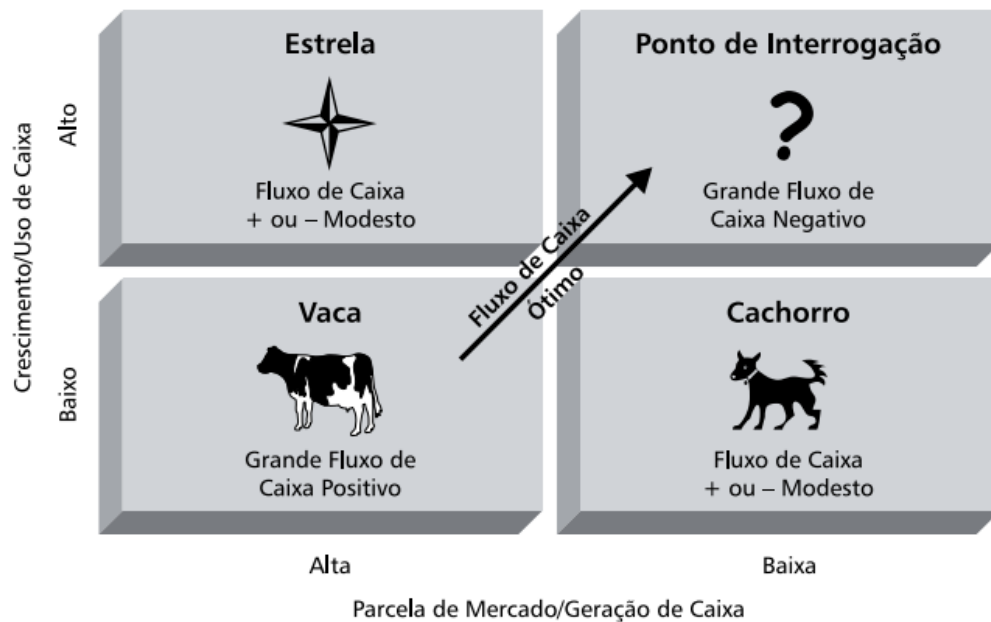 Crescimento/Uso de Caixa
Alto
Baixo
Estrela
Fluxo de Caixa
+ ou – Modesto
Ponto de Interrogação
?
Grande Fluxo de
Caixa Negativo
Fluxo de Caixa
Ótimo
Vaca
Grande Fluxo de
Caixa Positivo
Cachorro
Fluxo de Caixa
+ ou – Modesto
Alta
Baixa
Parcela de Mercado/Geração de Caixa